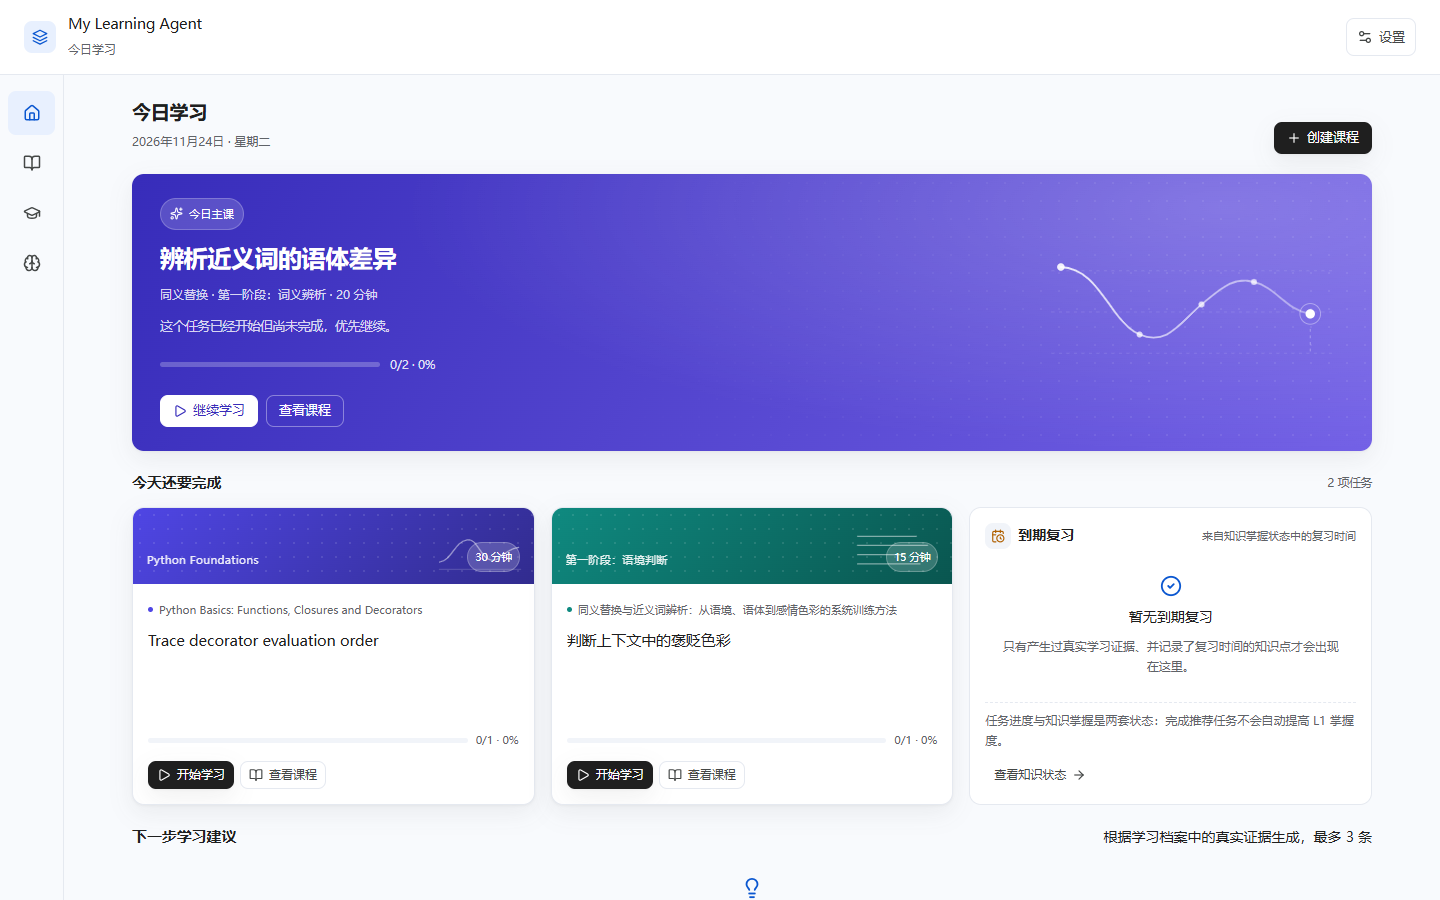 My Learning Agent
今日学习
设置
今日学习
2026年11月24日 · 星期二
创建课程
今日主课
辨析近义词的语体差异
同义替换 · 第一阶段：词义辨析 · 20 分钟
这个任务已经开始但尚未完成，优先继续。
0/2 · 0%
继续学习
查看课程
今天还要完成
2 项任务
Python Foundations
30 分钟
Python Basics: Functions, Closures and Decorators
Trace decorator evaluation order
0/1 · 0%
开始学习
查看课程
第一阶段：语境判断
15 分钟
同义替换与近义词辨析：从语境、语体到感情色彩的系统训练方法
判断上下文中的褒贬色彩
0/1 · 0%
开始学习
查看课程
到期复习
来自知识掌握状态中的复习时间
暂无到期复习
只有产生过真实学习证据、并记录了复习时间的知识点才会出现
在这里。
任务进度与知识掌握是两套状态：完成推荐任务不会自动提高 L1 掌握
度。
查看知识状态
下一步学习建议
根据学习档案中的真实证据生成，最多 3 条